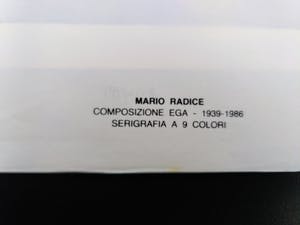 MARIO RADICE
COMPOSIZIONE EGA - 1939-1986
SERIGRAFIA A 9 COLORI